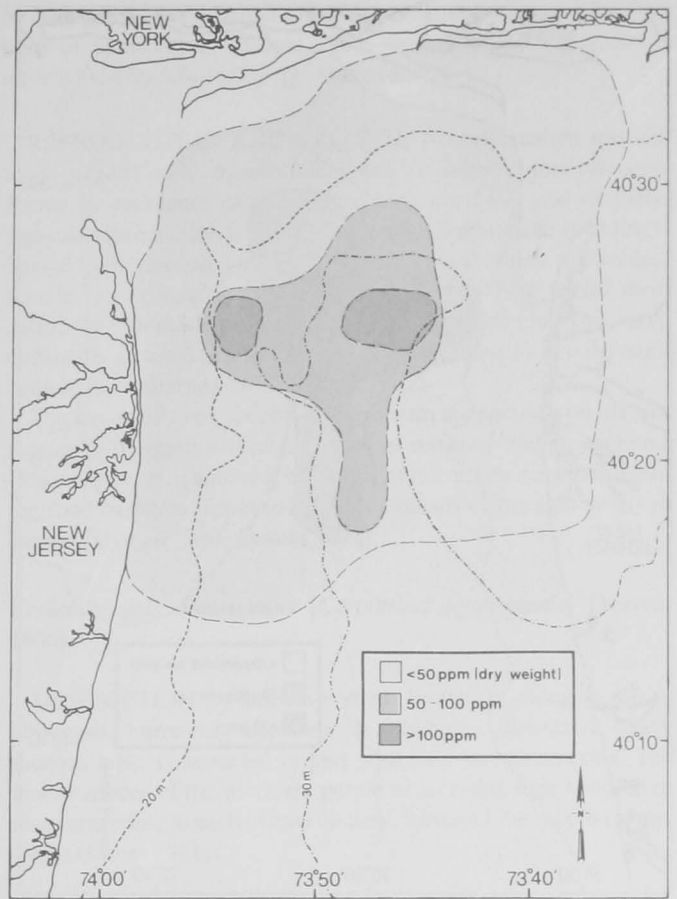 NEW
YORK
40°30'
40°20'
NEW
JERSEY
<50 ppm (dry weight)
50-100 ppm
>100 ppm
40°10'
-20 m
-30 m
N
74°00'
73°50'
73°40'